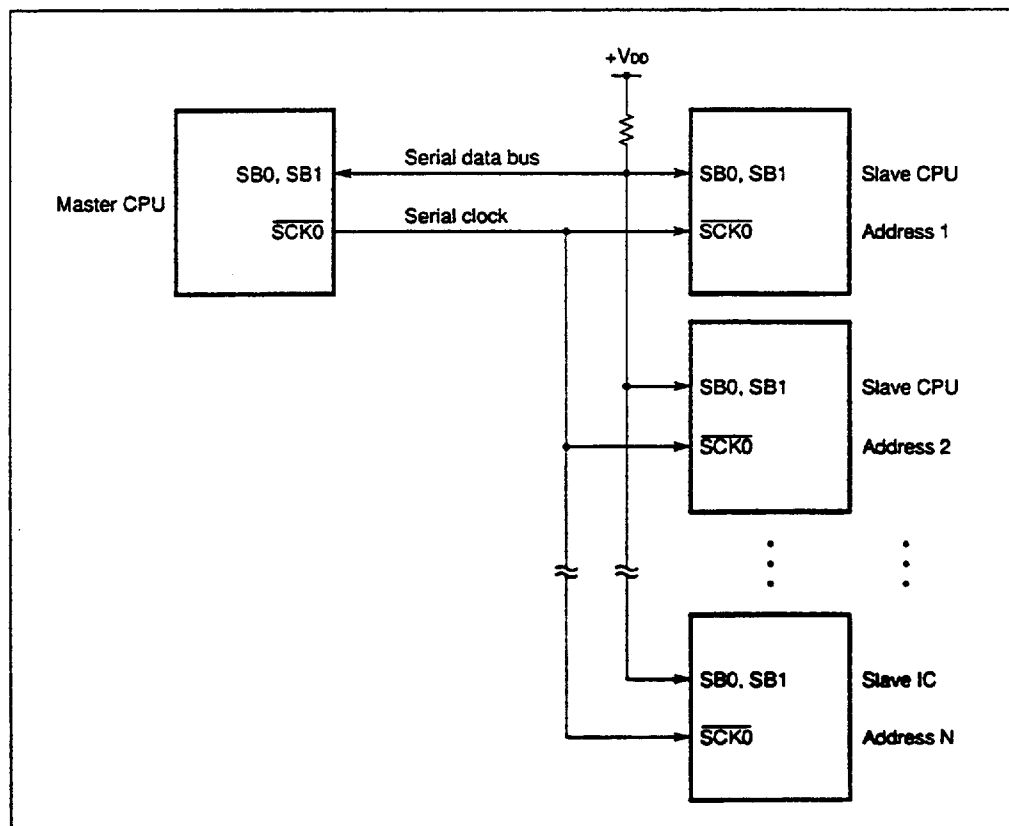 +VDD
Master CPU
SB0, SB1
SCK0
Serial data bus
Serial clock
SB0, SB1
SCK0
Slave CPU
Address 1
SB0, SB1
SCK0
Slave CPU
Address 2
SB0, SB1
SCK0
Slave IC
Address N